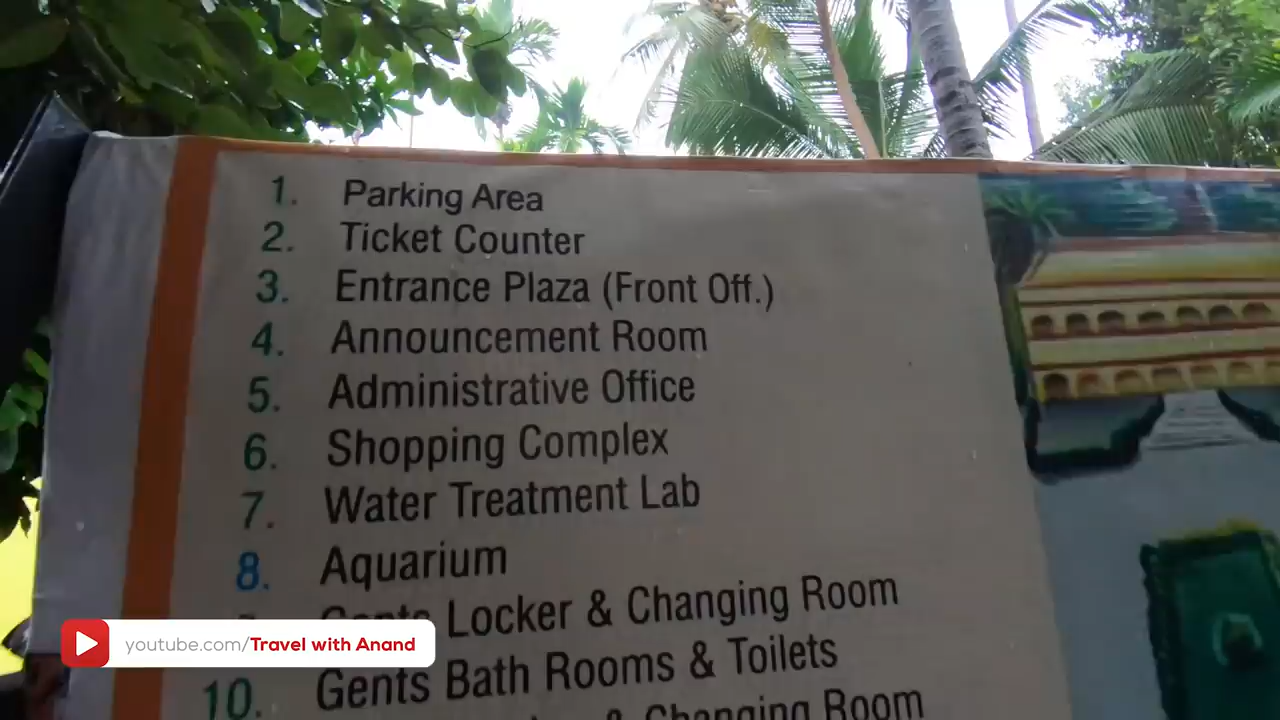 1. Parking Area
2. Ticket Counter
3. Entrance Plaza (Front Off.)
4. Announcement Room
5. Administrative Office
6. Shopping Complex
7. Water Treatment Lab
8. Aquarium
Gents Locker & Changing Room
youtube.com/Travel with Anand
10. Gents Bath Rooms & Toilets
& Changing Room